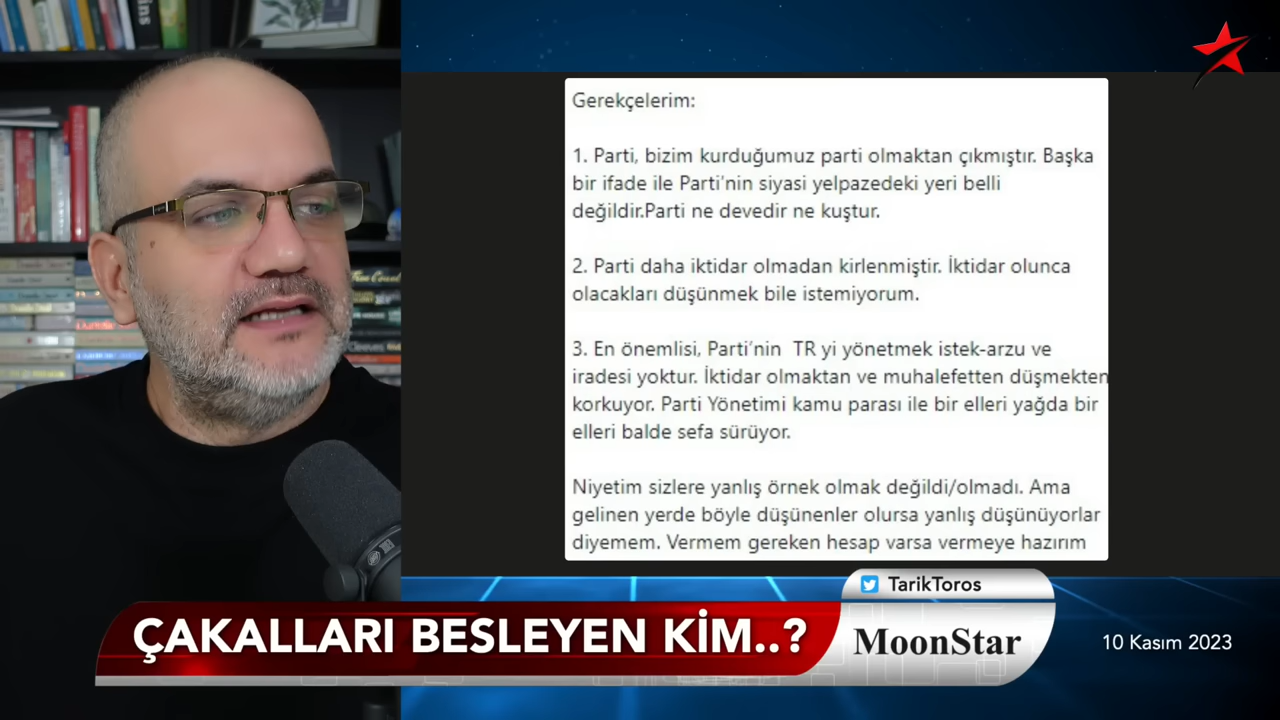 Gerekçelerim:
1. Parti, bizim kurduğumuz parti olmaktan çıkmıştır. Başka
bir ifade ile Parti'nin siyasi yelpazedeki yeri belli
değildir.Parti ne devedir ne kuştur.
2. Parti daha iktidar olmadan kirlenmiştir. İktidar olunca
olacakları düşünmek bile istemiyorum.
3. En önemlisi, Parti'nin  TR yi yönetmek istek-arzu ve
iradesi yoktur. İktidar olmaktan ve muhalefetten düşmekten
korkuyor. Parti Yönetimi kamu parası ile bir elleri yağda bir
elleri balde sefa sürüyor.
Niyetim sizlere yanlış örnek olmak değildi/olmadı. Ama
gelinen yerde böyle düşünenler olursa yanlış düşünüyorlar
diyemem. Vermem gereken hesap varsa vermeye hazırım
TarikToros
ÇAKALLARI BESLEYEN KİM..?
MoonStar
10 Kasım 2023